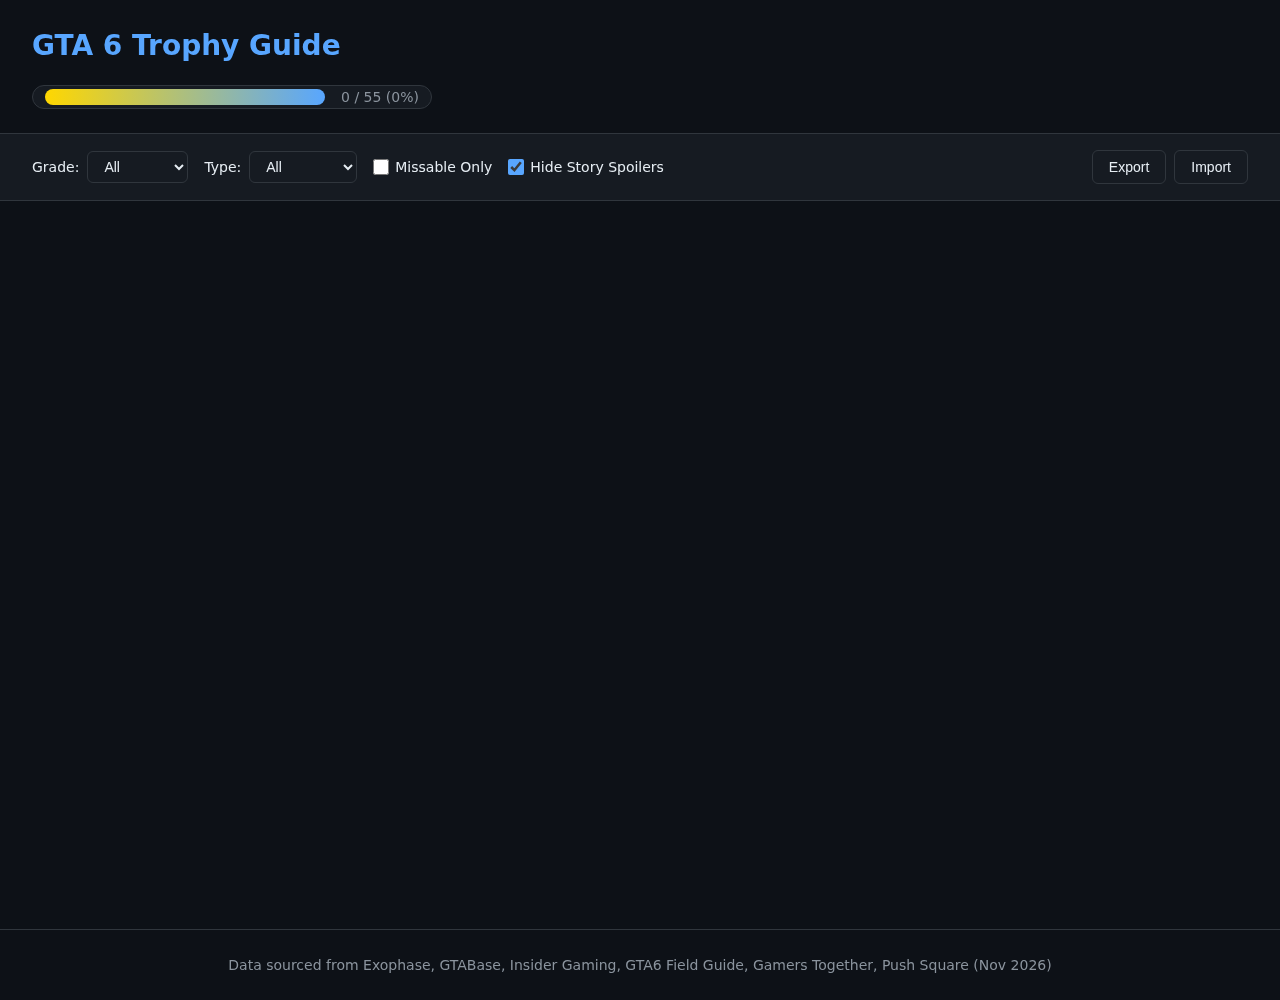 GTA 6 Trophy Guide
0 / 55 (0%)
Grade: All Type: All Missable Only Hide Story Spoilers Export Import
Data sourced from Exophase, GTABase, Insider Gaming, GTA6 Field Guide, Gamers Together, Push Square (Nov 2026)